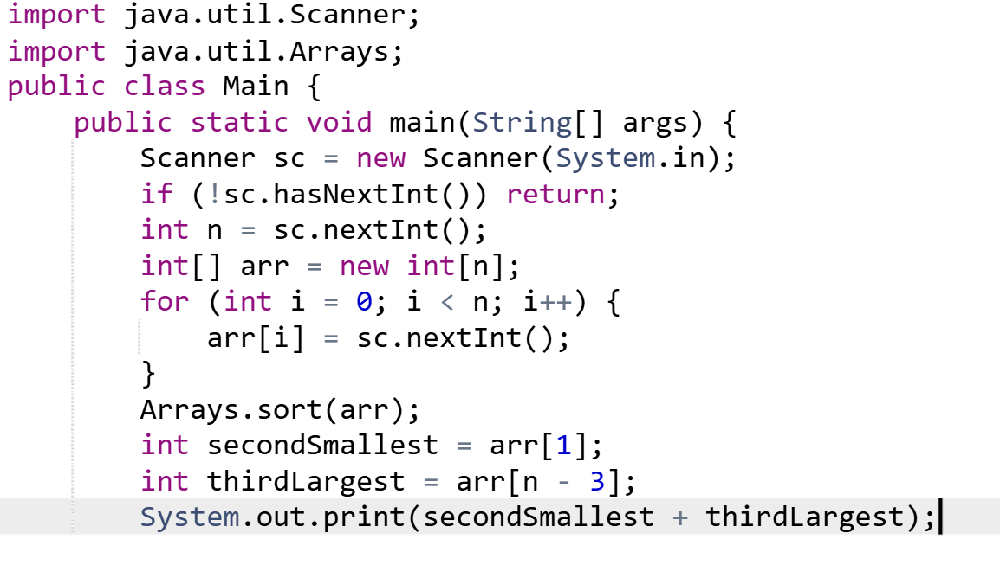 import java.util.Scanner;
import java.util.Arrays;
public class Main {
    public static void main(String[] args) {
        Scanner sc = new Scanner(System.in);
        if (!sc.hasNextInt()) return;
        int n = sc.nextInt();
        int[] arr = new int[n];
        for (int i = 0; i < n; i++) {
            arr[i] = sc.nextInt();
        }
        Arrays.sort(arr);
        int secondSmallest = arr[1];
        int thirdLargest = arr[n - 3];
        System.out.print(secondSmallest + thirdLargest);